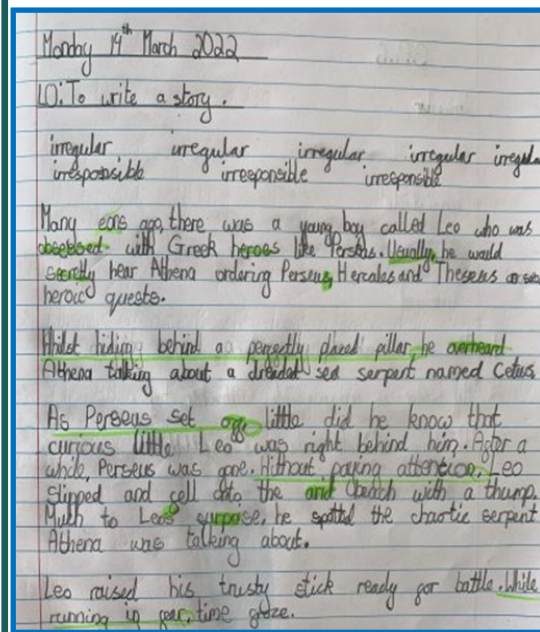 Monday 14th March 2022
LO: To write a story.
irregular irregular irregular irregular
irresponsible irresponsible irresponsible
Many ears ago, there was a young boy called Leo who was
obsessed with Greek heroes like Perseus. Usually, he would
secretly hear Athena ordering Perseus, Hercules and Theseus on
heroic quests.
Whilst hiding behind a perfectly placed pillar, he overheard
Athena talking about a dreaded sea serpent named Cetus
As Perseus set off, little did he know that
curious little Leo was right behind him. After a
while, Perseus was gone. Without paying attention, Leo
slipped and fell onto the arid beach with a thump.
Much to Leo's surpise, he spotted the chaotic serpent
Athena was talking about.
Leo raised his trusty stick ready for battle. While
running in fear, time froze.